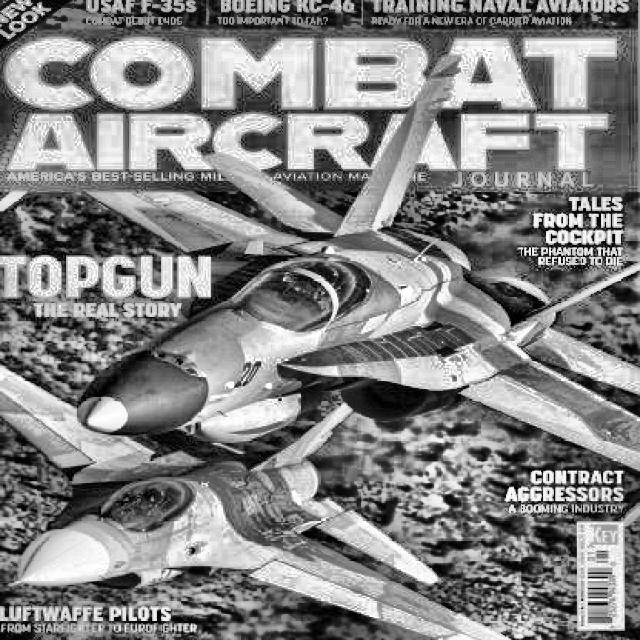 NEW LOOK
USAF F-35s
COMBAT DEBUT LOOMS
BOEING KC-46
TOO IMPORTANT TO FAIL?
TRAINING NAVAL AVIATORS
READY FOR A NEW ERA OF CARRIER AVIATION
COMBAT
AIRCRAFT
AMERICA'S BEST-SELLING MIL AVIATION MA NE
JOURNAL
TALES
FROM THE
COCKPIT
THE PHANTOM THAT
REFUSED TO DIE
TOPGUN
THE REAL STORY
CONTRACT
AGGRESSORS
A BOOMING INDUSTRY
KEY
LUFTWAFFE PILOTS
FROM STARFIGHTER TO EUROFIGHTER